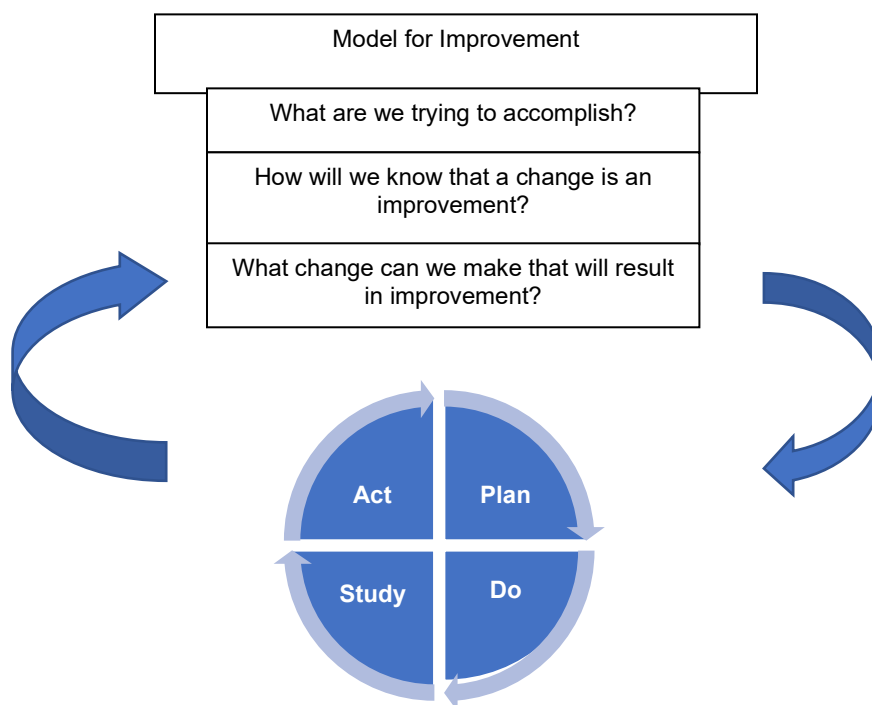 Model for Improvement
What are we trying to accomplish?
How will we know that a change is an
improvement?
What change can we make that will result
in improvement?
Act
Plan
Study
Do